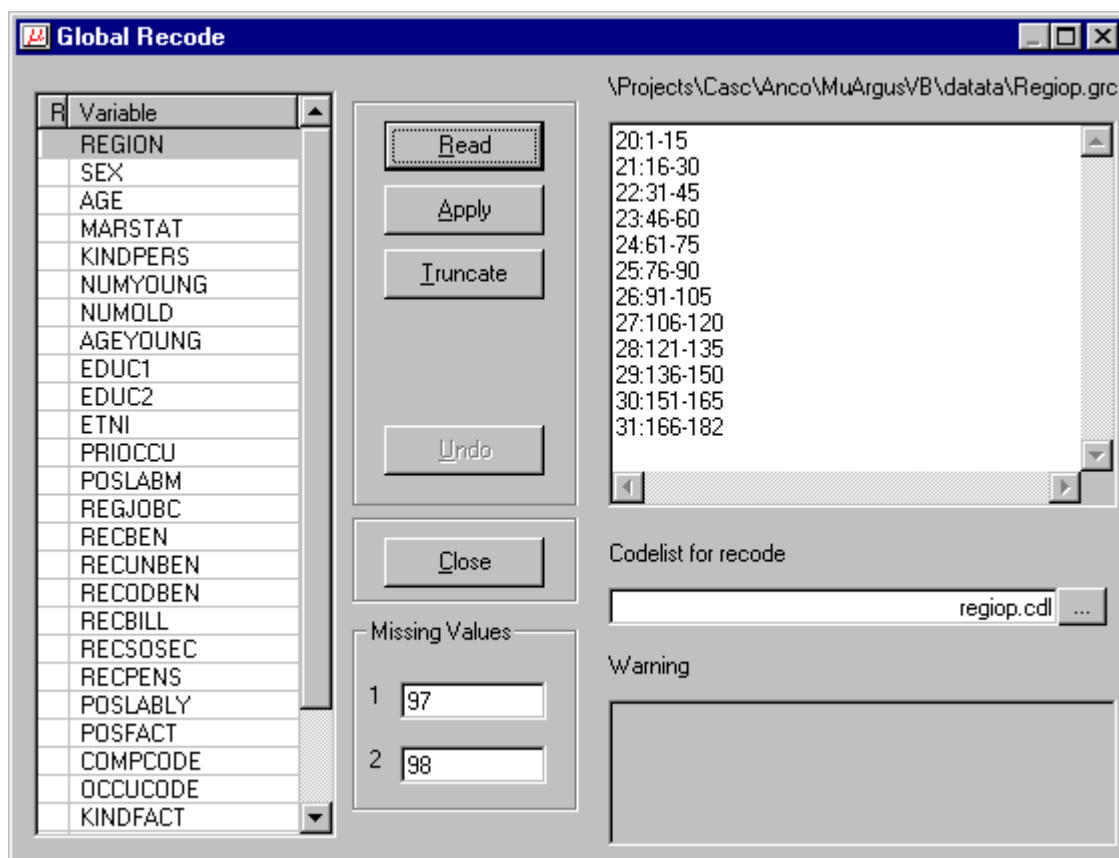 μ Global Recode
R Variable
REGION
SEX
AGE
MARSTAT
KINDPERS
NUMYOUNG
NUMOLD
AGEYOUNG
EDUC1
EDUC2
ETNI
PRIOCCU
POSLABM
REGJOBC
RECBEN
RECUNBEN
RECODBEN
RECBILL
RECSOSEC
RECPENS
POSLABLY
POSFACT
COMPCODE
OCCUCODE
KINDFACT
Read
Apply
Truncate
Undo
Close
Missing Values
1 97
2 98
\Projects\Casc\Anco\MuArgusVB\datata\Regiop.grc
20:1-15
21:16-30
22:31-45
23:46-60
24:61-75
25:76-90
26:91-105
27:106-120
28:121-135
29:136-150
30:151-165
31:166-182
Codelist for recode
regiop.cdl ...
Warning